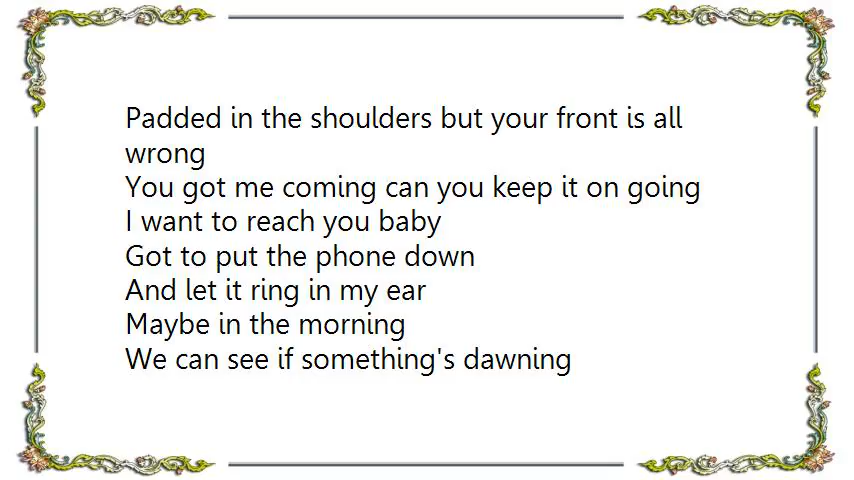 Padded in the shoulders but your front is all
wrong
You got me coming can you keep it on going
I want to reach you baby
Got to put the phone down
And let it ring in my ear
Maybe in the morning
We can see if something's dawning